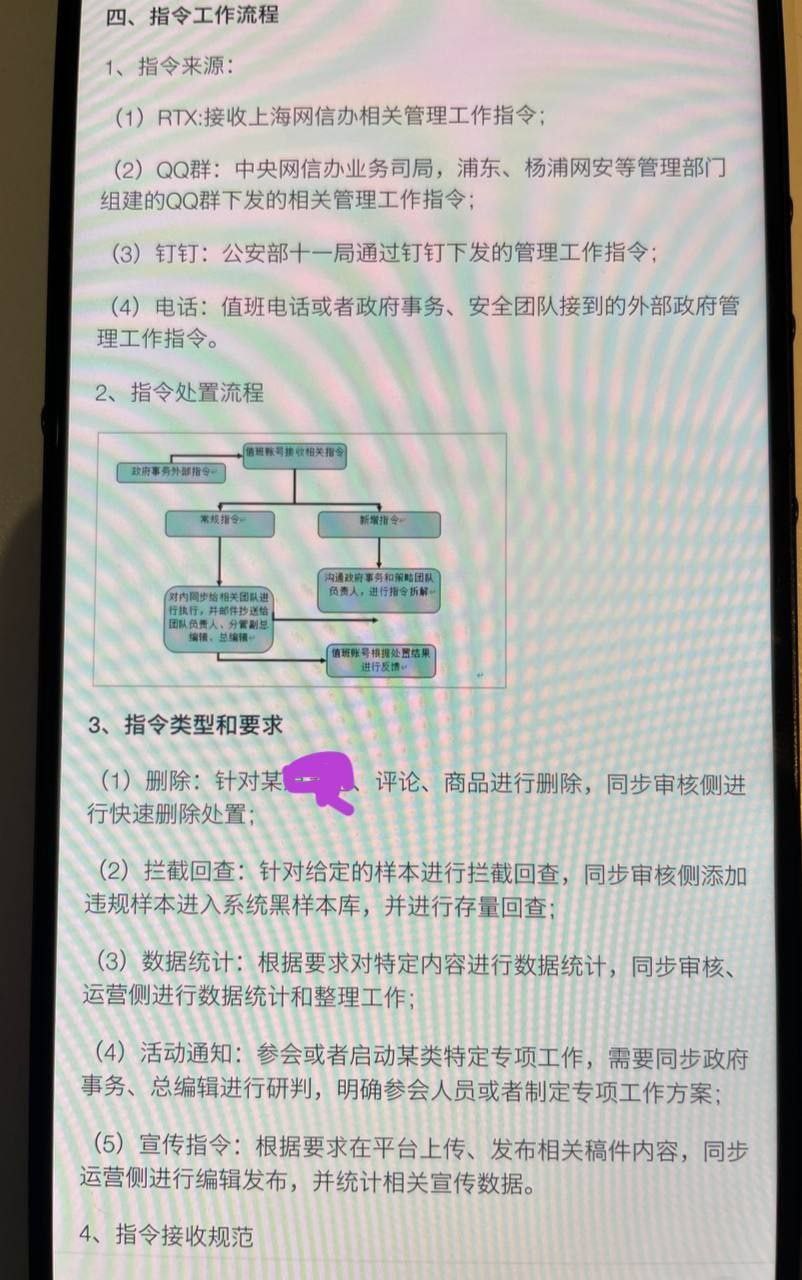 四、指令工作流程
1、指令来源：
（1）RTX:接收上海网信办相关管理工作指令；
（2）QQ群：中央网信办业务司局，浦东、杨浦网安等管理部门
组建的QQ群下发的相关管理工作指令；
（3）钉钉：公安部十一局通过钉钉下发的管理工作指令；
（4）电话：值班电话或者政府事务、安全团队接到的外部政府管
理工作指令。
2、指令处置流程
值班账号接收相关指令
政府事务外部指令
常规指令
新增指令
对内同步给相关团队进
行执行，并邮件抄送给
团队负责人、分管副总
编辑、总编辑
沟通政府事务和策略团队
负责人，进行指令拆解
值班账号根据处置结果
进行反馈
3、指令类型和要求
（1）删除：针对某、评论、商品进行删除，同步审核侧进
行快速删除处置；
（2）拦截回查：针对给定的样本进行拦截回查，同步审核侧添加
违规样本进入系统黑样本库，并进行存量回查；
（3）数据统计：根据要求对特定内容进行数据统计，同步审核、
运营侧进行数据统计和整理工作；
（4）活动通知：参会或者启动某类特定专项工作，需要同步政府
事务、总编辑进行研判，明确参会人员或者制定专项工作方案；
（5）宣传指令：根据要求在平台上传、发布相关稿件内容，同步
运营侧进行编辑发布，并统计相关宣传数据。
4、指令接收规范